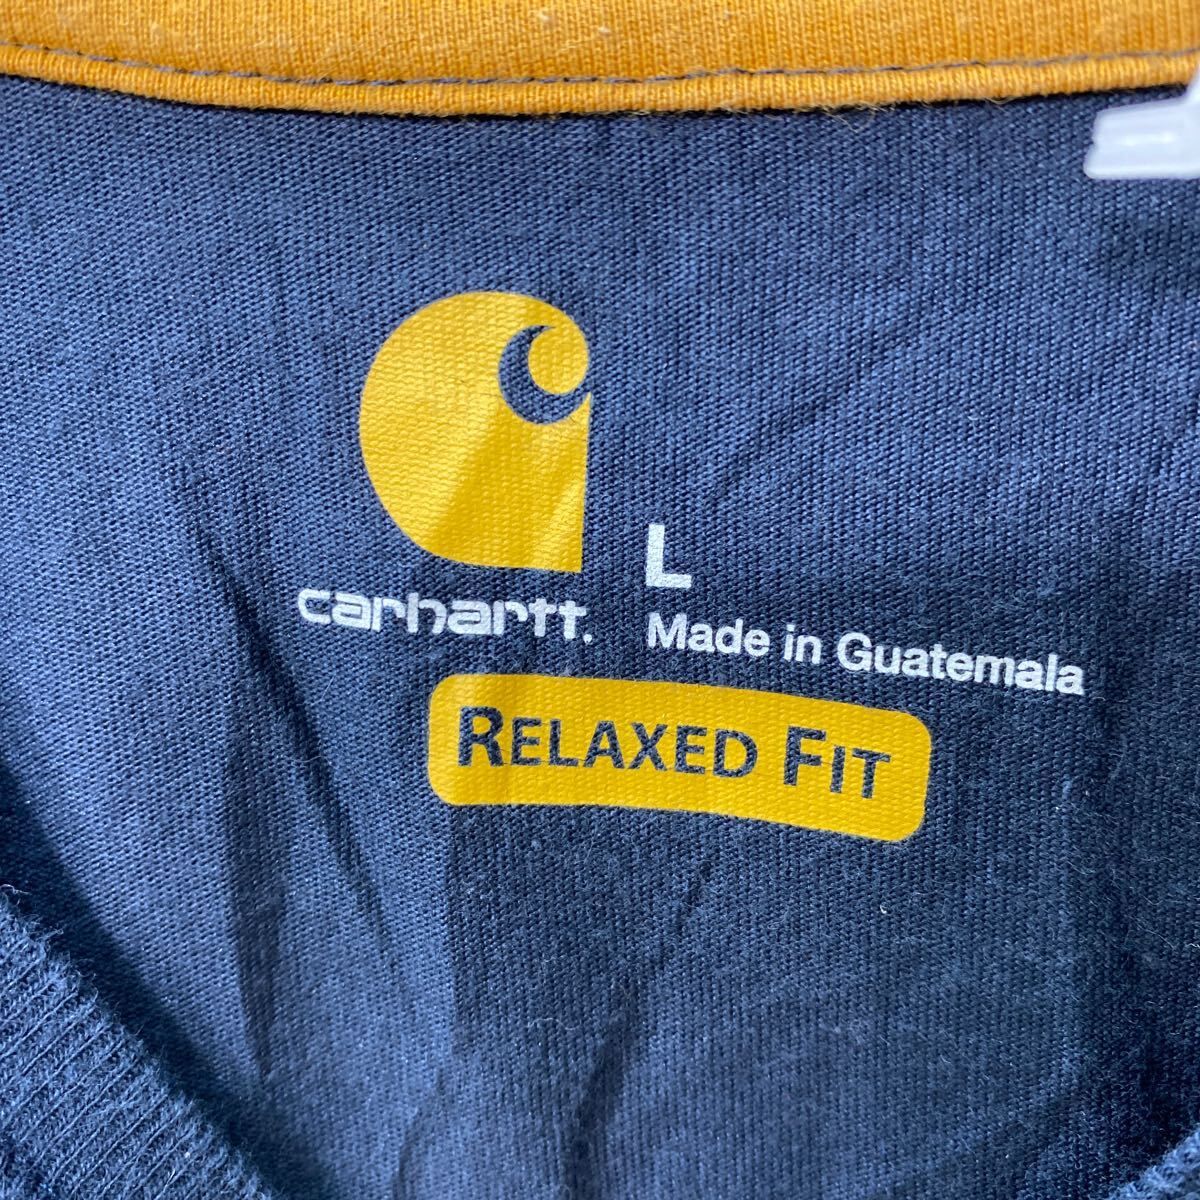 carhartt.
L
Made in Guatemala
RELAXED FIT